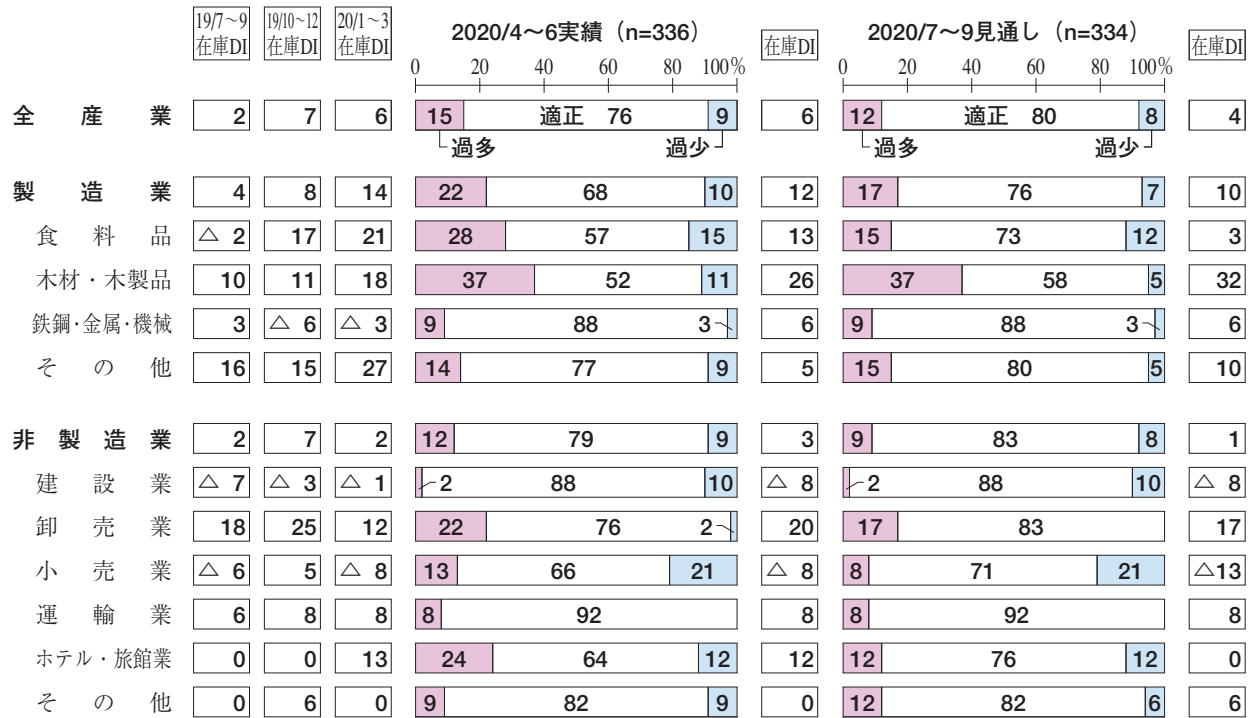 19/7～9 在庫DI 19/10～12 在庫DI 20/1～3 在庫DI 2020/4～6実績（n=336） 在庫DI 2020/7～9見通し（n=334） 在庫DI
0 20 40 60 80 100% 0 20 40 60 80 100%
全産業 2 7 6 15 適正 76 9 6 12 適正 80 8 4
過多 過少 過多 過少
製造業 4 8 14 22 68 10 12 17 76 7 10
食料品 △ 2 17 21 28 57 15 13 15 73 12 3
木材・木製品 10 11 18 37 52 11 26 37 58 5 32
鉄鋼・金属・機械 3 △ 6 △ 3 9 88 3 6 9 88 3 6
その他 16 15 27 14 77 9 5 15 80 5 10
非製造業 2 7 2 12 79 9 3 9 83 8 1
建設業 △ 7 △ 3 △ 1 2 88 10 △ 8 2 88 10 △ 8
卸売業 18 25 12 22 76 2 20 17 83 17
小売業 △ 6 5 △ 8 13 66 21 △ 8 8 71 21 △13
運輸業 6 8 8 8 92 8 8 92 8
ホテル・旅館業 0 0 13 24 64 12 12 12 76 12 0
その他 0 6 0 9 82 9 0 12 82 6 6